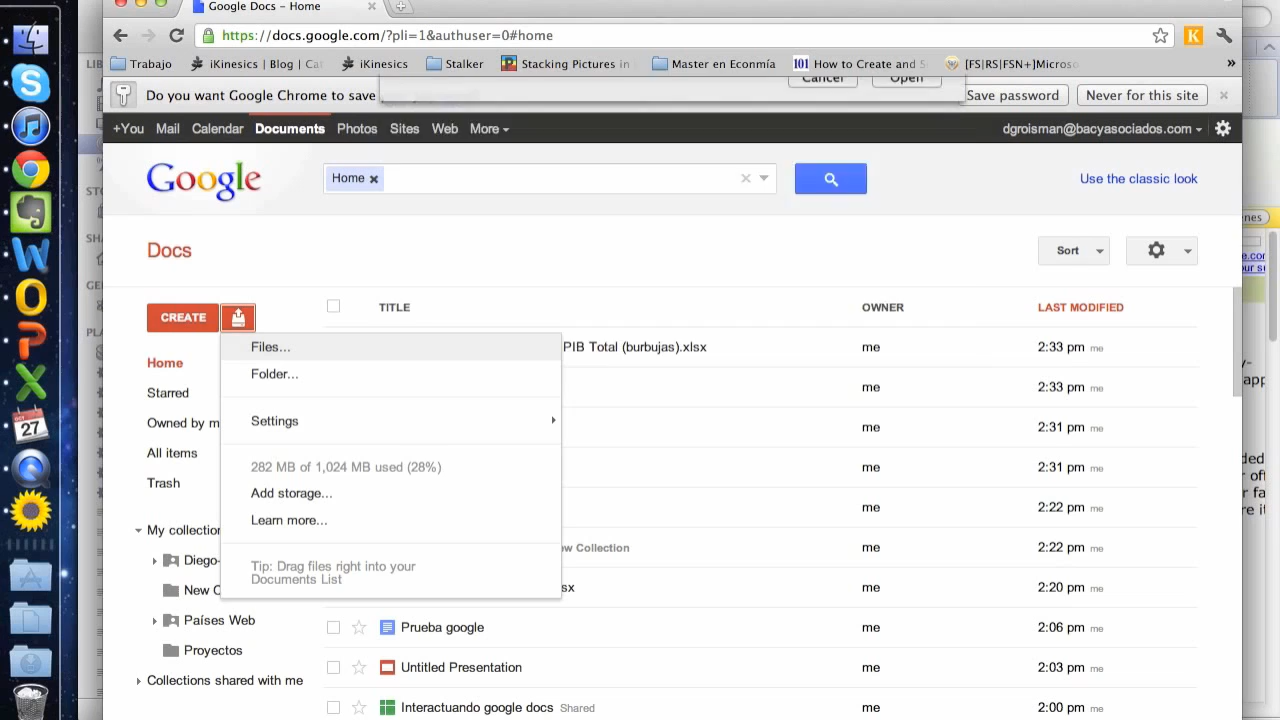 Google Docs - Home
https://docs.google.com/?pli=1&authuser=0#home
Trabajo
iKinesics | Blog | Ca
iKinesics
Stalker
Stacking Pictures in
Master en Econmía
101 How to Create and S
[FS|RS|FSN+]Micros
»
Do you want Google Chrome to save
Cancel
Open
Save password
Never for this site
+You Mail Calendar Documents Photos Sites Web More
dgroisman@bacyasociados.com
Google
Home
Use the classic look
Docs
Sort
CREATE
TITLE
OWNER
LAST MODIFIED
Files...
PIB Total (burbujas).xlsx
me
2:33 pm me
Home
Folder...
me
2:33 pm me
Starred
Settings
me
2:31 pm me
Owned by m
All items
282 MB of 1,024 MB used (28%)
me
2:31 pm me
Trash
Add storage...
me
2:22 pm me
Learn more...
My collection
ew Collection
me
2:22 pm me
Diego-
Tip: Drag files right into your
Documents List
New C
sx
me
2:20 pm me
Países Web
Prueba google
me
2:06 pm me
Proyectos
Untitled Presentation
me
2:03 pm me
Collections shared with me
Interactuando google docs Shared
me
2:00 pm me
OCT
27